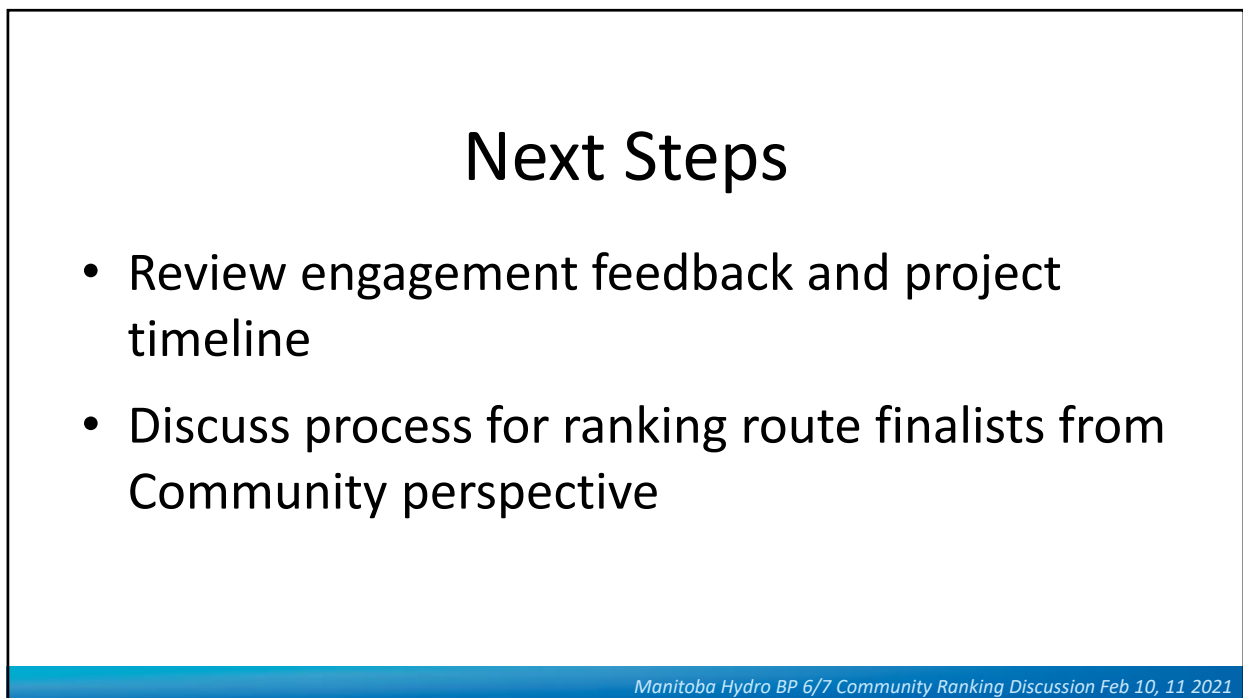 Next Steps
• Review engagement feedback and project
timeline
• Discuss process for ranking route finalists from
Community perspective
Manitoba Hydro BP 6/7 Community Ranking Discussion Feb 10, 11 2021